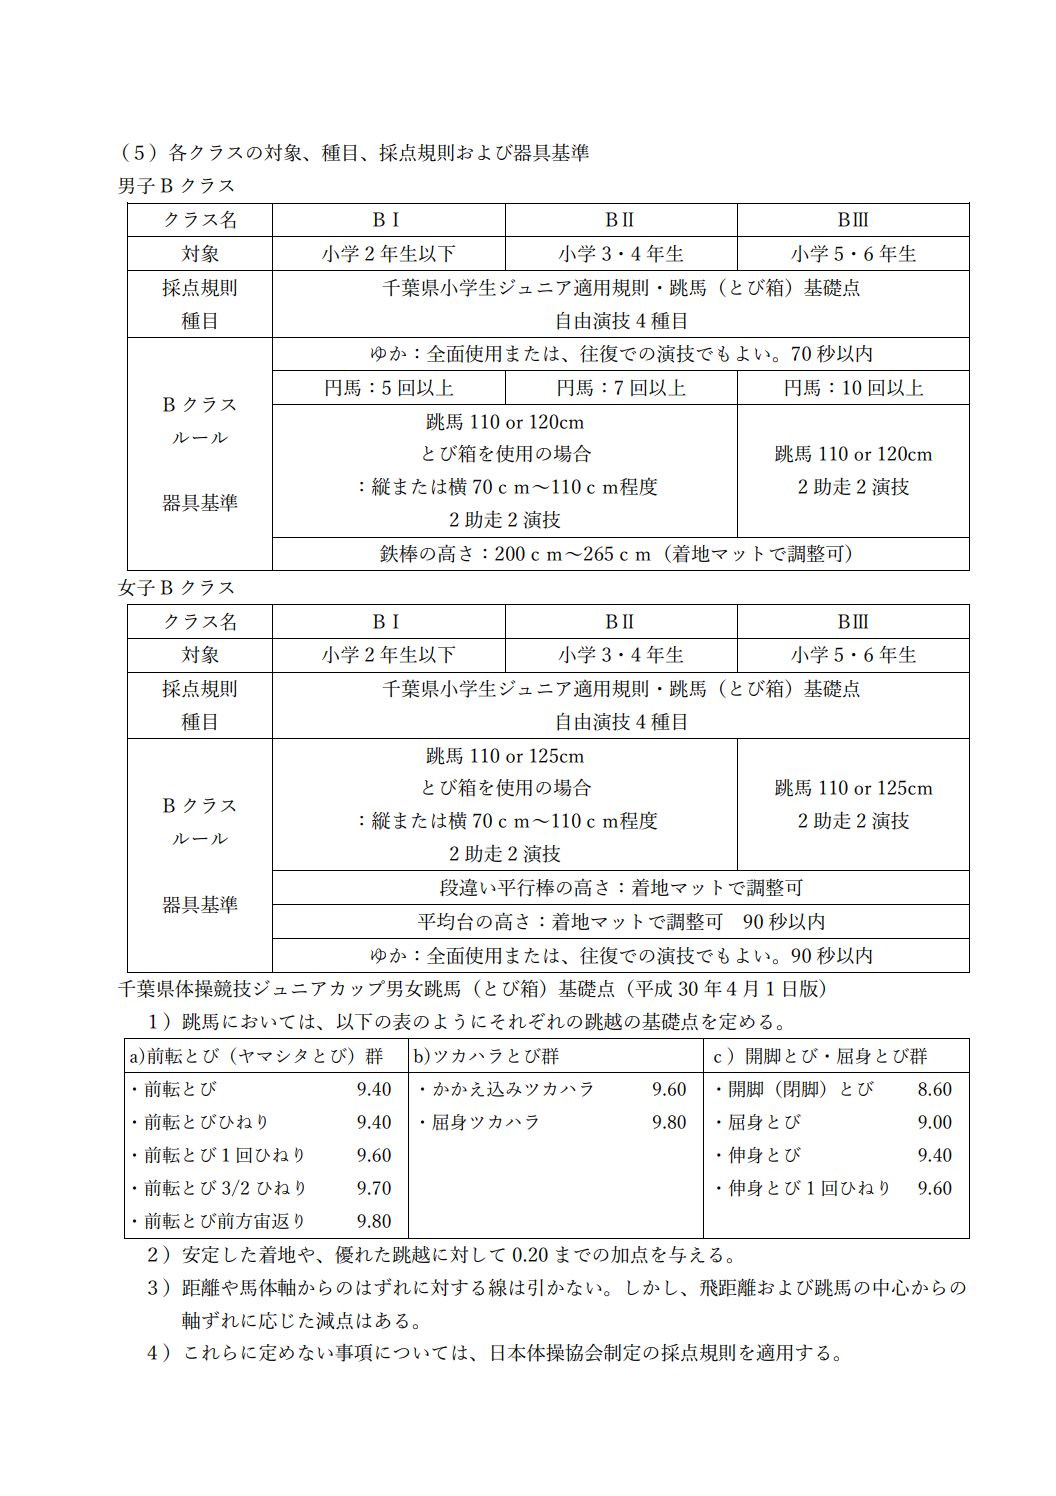 （５）各クラスの対象、種目、採点規則および器具基準
男子 B クラス
クラス名 BⅠ BⅡ BⅢ
対象 小学 2 年生以下 小学 3・4 年生 小学 5・6 年生
採点規則 千葉県小学生ジュニア適用規則・跳馬（とび箱）基礎点
種目 自由演技 4 種目
ゆか：全面使用または、往復での演技でもよい。70 秒以内
円馬：5 回以上 円馬：7 回以上 円馬：10 回以上
B クラス
ルール
器具基準
跳馬 110 or 120cm
とび箱を使用の場合
：縦または横 70ｃｍ～110ｃｍ程度
2 助走 2 演技
跳馬 110 or 120cm
2 助走 2 演技
鉄棒の高さ：200ｃｍ～265ｃｍ（着地マットで調整可）
女子 B クラス
クラス名 BⅠ BⅡ BⅢ
対象 小学 2 年生以下 小学 3・4 年生 小学 5・6 年生
採点規則 千葉県小学生ジュニア適用規則・跳馬（とび箱）基礎点
種目 自由演技 4 種目
B クラス
ルール
器具基準
跳馬 110 or 125cm
とび箱を使用の場合
：縦または横 70ｃｍ～110ｃｍ程度
2 助走 2 演技
跳馬 110 or 125cm
2 助走 2 演技
段違い平行棒の高さ：着地マットで調整可
平均台の高さ：着地マットで調整可　90 秒以内
ゆか：全面使用または、往復での演技でもよい。90 秒以内
千葉県体操競技ジュニアカップ男女跳馬（とび箱）基礎点（平成 30 年 4 月 1 日版）
１）跳馬においては、以下の表のようにそれぞれの跳越の基礎点を定める。
a)前転とび（ヤマシタとび）群 b)ツカハラとび群 ｃ）開脚とび・屈身とび群
・前転とび 9.40 ・かかえ込みツカハラ 9.60 ・開脚（閉脚）とび 8.60
・前転とびひねり 9.40 ・屈身ツカハラ 9.80 ・屈身とび 9.00
・前転とび 1 回ひねり 9.60 ・伸身とび 9.40
・前転とび 3/2 ひねり 9.70 ・伸身とび 1 回ひねり 9.60
・前転とび前方宙返り 9.80
２）安定した着地や、優れた跳越に対して 0.20 までの加点を与える。
３）距離や馬体軸からのはずれに対する線は引かない。しかし、飛距離および跳馬の中心からの
軸ずれに応じた減点はある。
４）これらに定めない事項については、日本体操協会制定の採点規則を適用する。